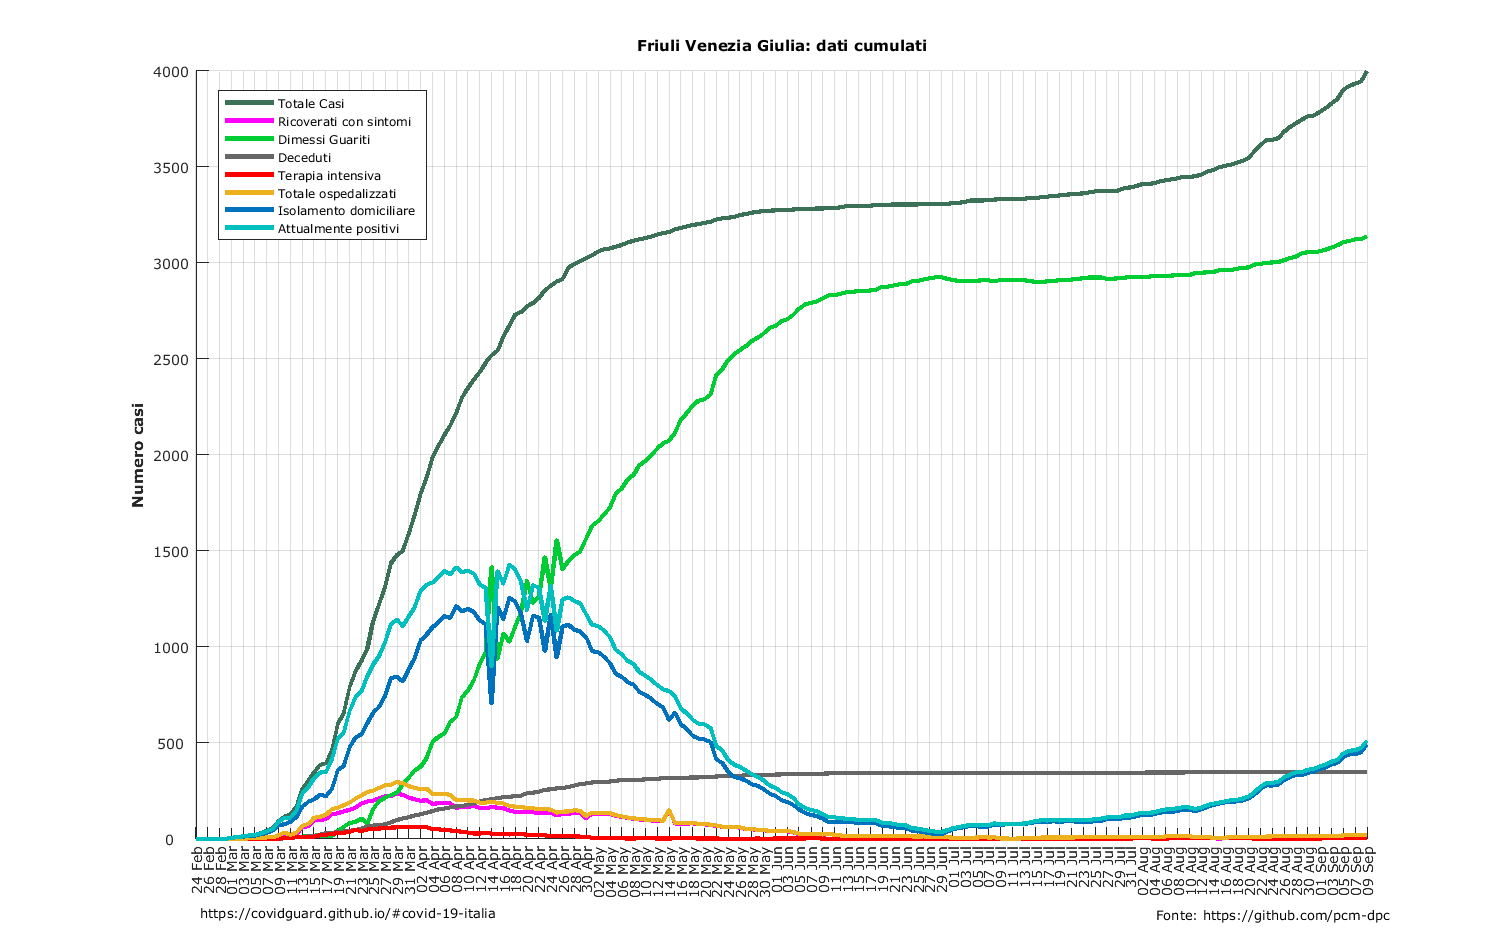 Friuli Venezia Giulia: dati cumulati
Numero casi
4000
3500
3000
2500
2000
1500
1000
500
0
Totale Casi
Ricoverati con sintomi
Dimessi Guariti
Deceduti
Terapia intensiva
Totale ospedalizzati
Isolamento domiciliare
Attualmente positivi
24 Feb
26 Feb
28 Feb
01 Mar
03 Mar
05 Mar
07 Mar
09 Mar
11 Mar
13 Mar
15 Mar
17 Mar
19 Mar
21 Mar
23 Mar
25 Mar
27 Mar
29 Mar
31 Mar
02 Apr
04 Apr
06 Apr
08 Apr
10 Apr
12 Apr
14 Apr
16 Apr
18 Apr
20 Apr
22 Apr
24 Apr
26 Apr
28 Apr
30 Apr
02 May
04 May
06 May
08 May
10 May
12 May
14 May
16 May
18 May
20 May
22 May
24 May
26 May
28 May
30 May
01 Jun
03 Jun
05 Jun
07 Jun
09 Jun
11 Jun
13 Jun
15 Jun
17 Jun
19 Jun
21 Jun
23 Jun
25 Jun
27 Jun
29 Jun
01 Jul
03 Jul
05 Jul
07 Jul
09 Jul
11 Jul
13 Jul
15 Jul
17 Jul
19 Jul
21 Jul
23 Jul
25 Jul
27 Jul
29 Jul
31 Jul
02 Aug
04 Aug
06 Aug
08 Aug
10 Aug
12 Aug
14 Aug
16 Aug
18 Aug
20 Aug
22 Aug
24 Aug
26 Aug
28 Aug
30 Aug
01 Sep
03 Sep
05 Sep
07 Sep
09 Sep
https://covidguard.github.io/#covid-19-italia
Fonte: https://github.com/pcm-dpc